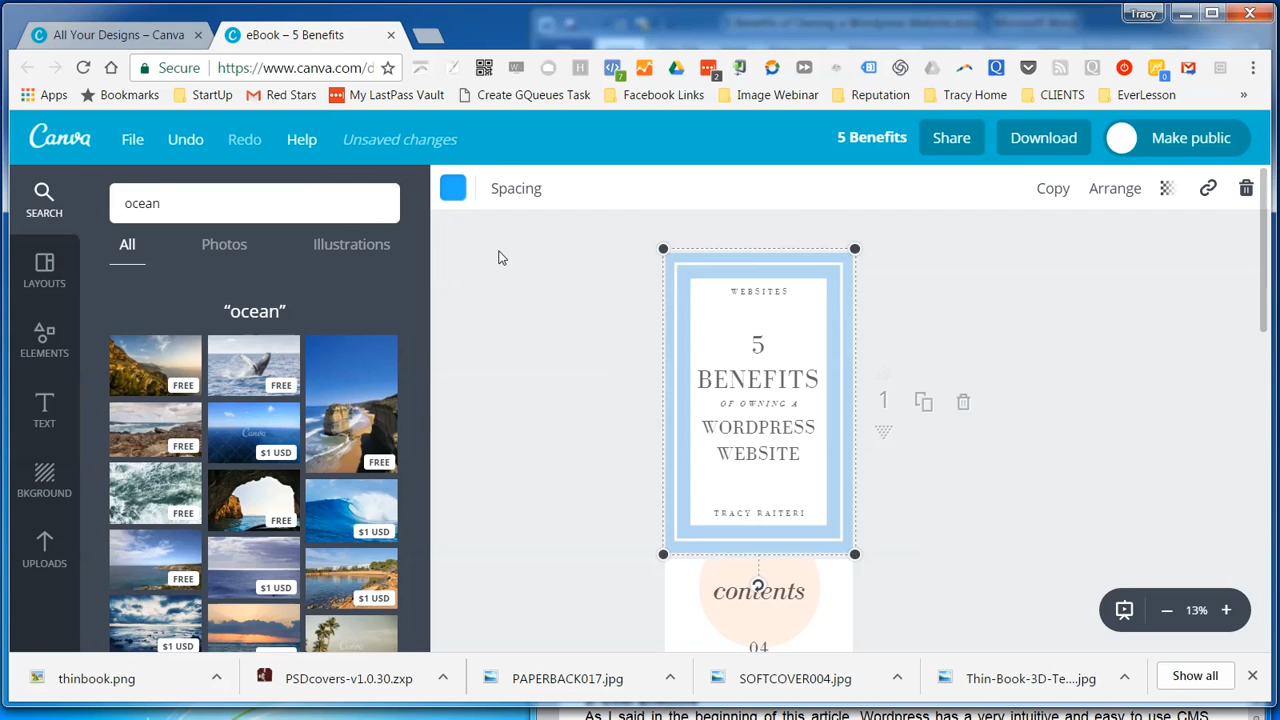 Tracy
All Your Designs – Canva
eBook – 5 Benefits
Secure
https://www.canva.com/d
7
2
0
Apps
Bookmarks
StartUp
Red Stars
My LastPass Vault
Create GQueues Task
Facebook Links
Image Webinar
Reputation
Tracy Home
CLIENTS
EverLesson
»
Canva
File
Undo
Redo
Help
Unsaved changes
5 Benefits
Share
Download
Make public
SEARCH
LAYOUTS
ELEMENTS
TEXT
BKGROUND
UPLOADS
ocean
All
Photos
Illustrations
“ocean”
FREE
FREE
FREE
$1 USD
FREE
FREE
FREE
$1 USD
FREE
$1 USD
$1 USD
$1 USD
Canva
Spacing
Copy
Arrange
WEBSITES
5
BENEFITS
OF OWNING A
WORDPRESS
WEBSITE
TRACY RAITERI
1
contents
04
13%
thinbook.png
PSDcovers-v1.0.30.zxp
PAPERBACK017.jpg
SOFTCOVER004.jpg
Thin-Book-3D-Te....jpg
Show all
As I said in the beginning of this article, Wordpress has a very intuitive and easy to use CMS